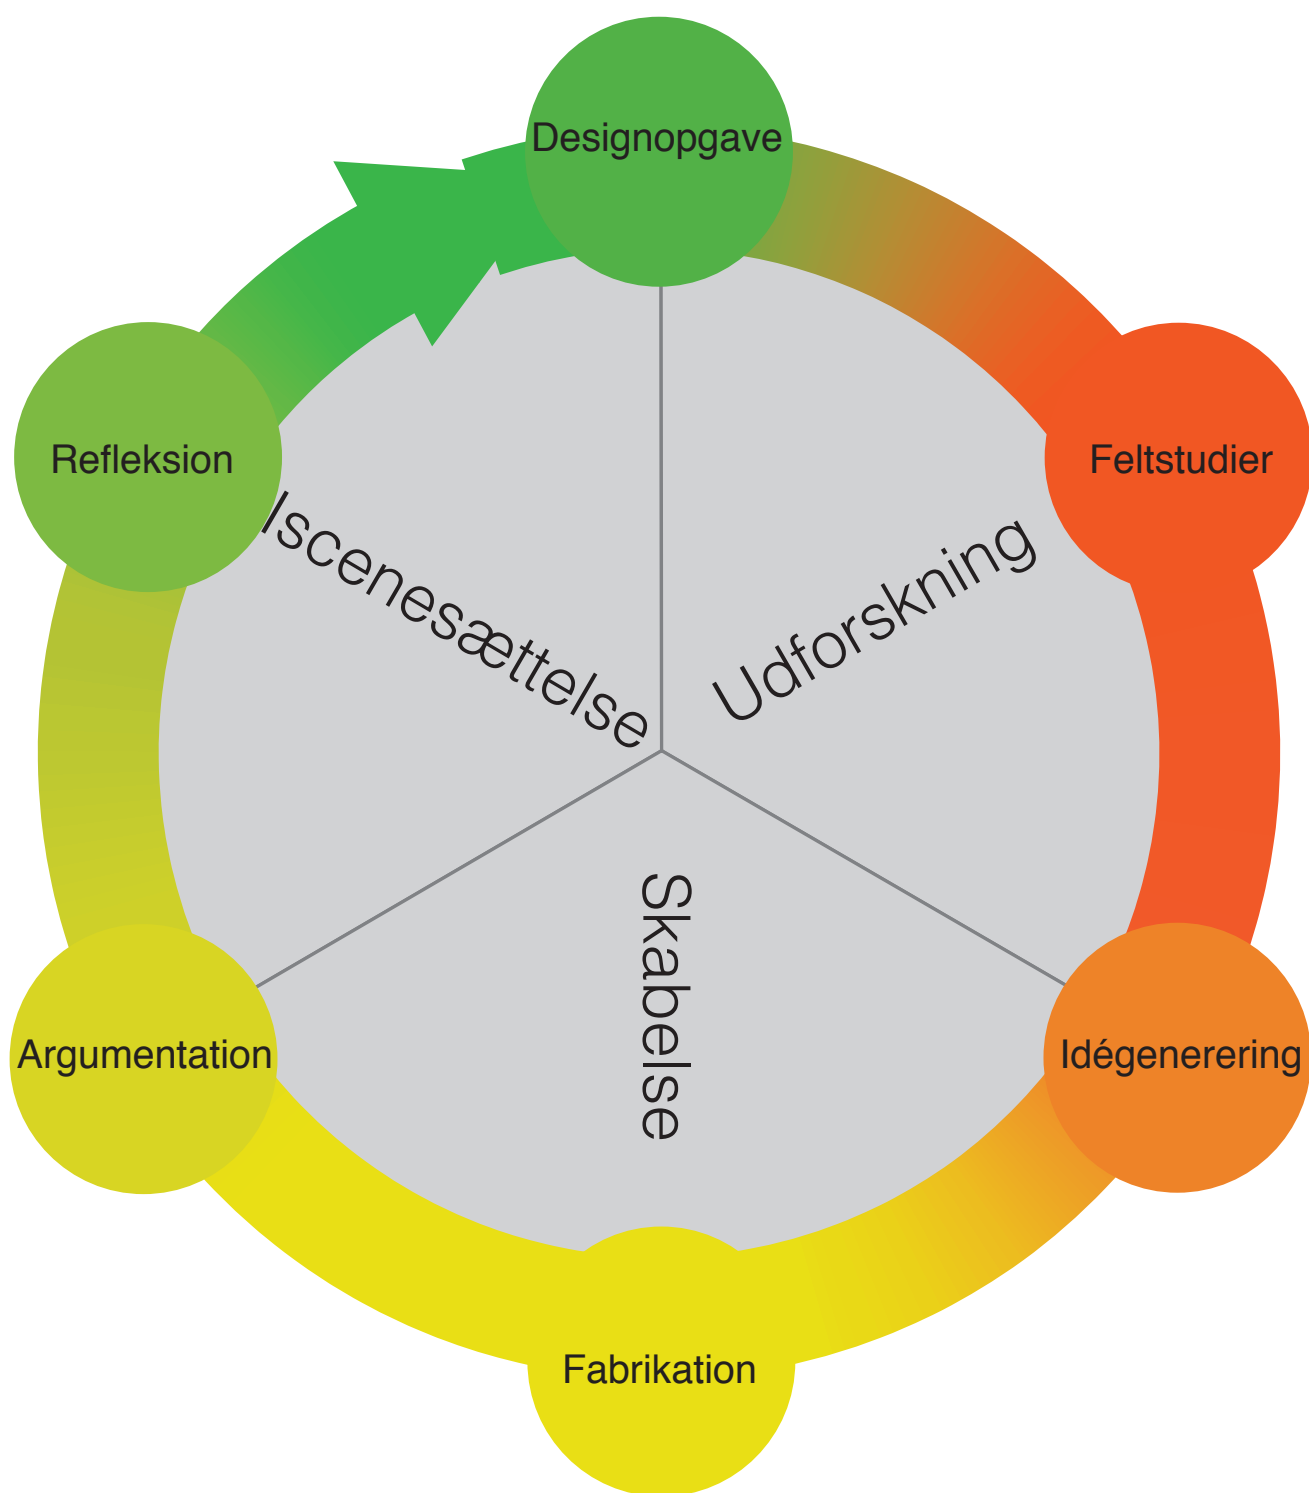 Designopgave
Feltstudier
Idégenerering
Fabrikation
Argumentation
Refleksion
Iscenesættelse
Udforskning
Skabelse